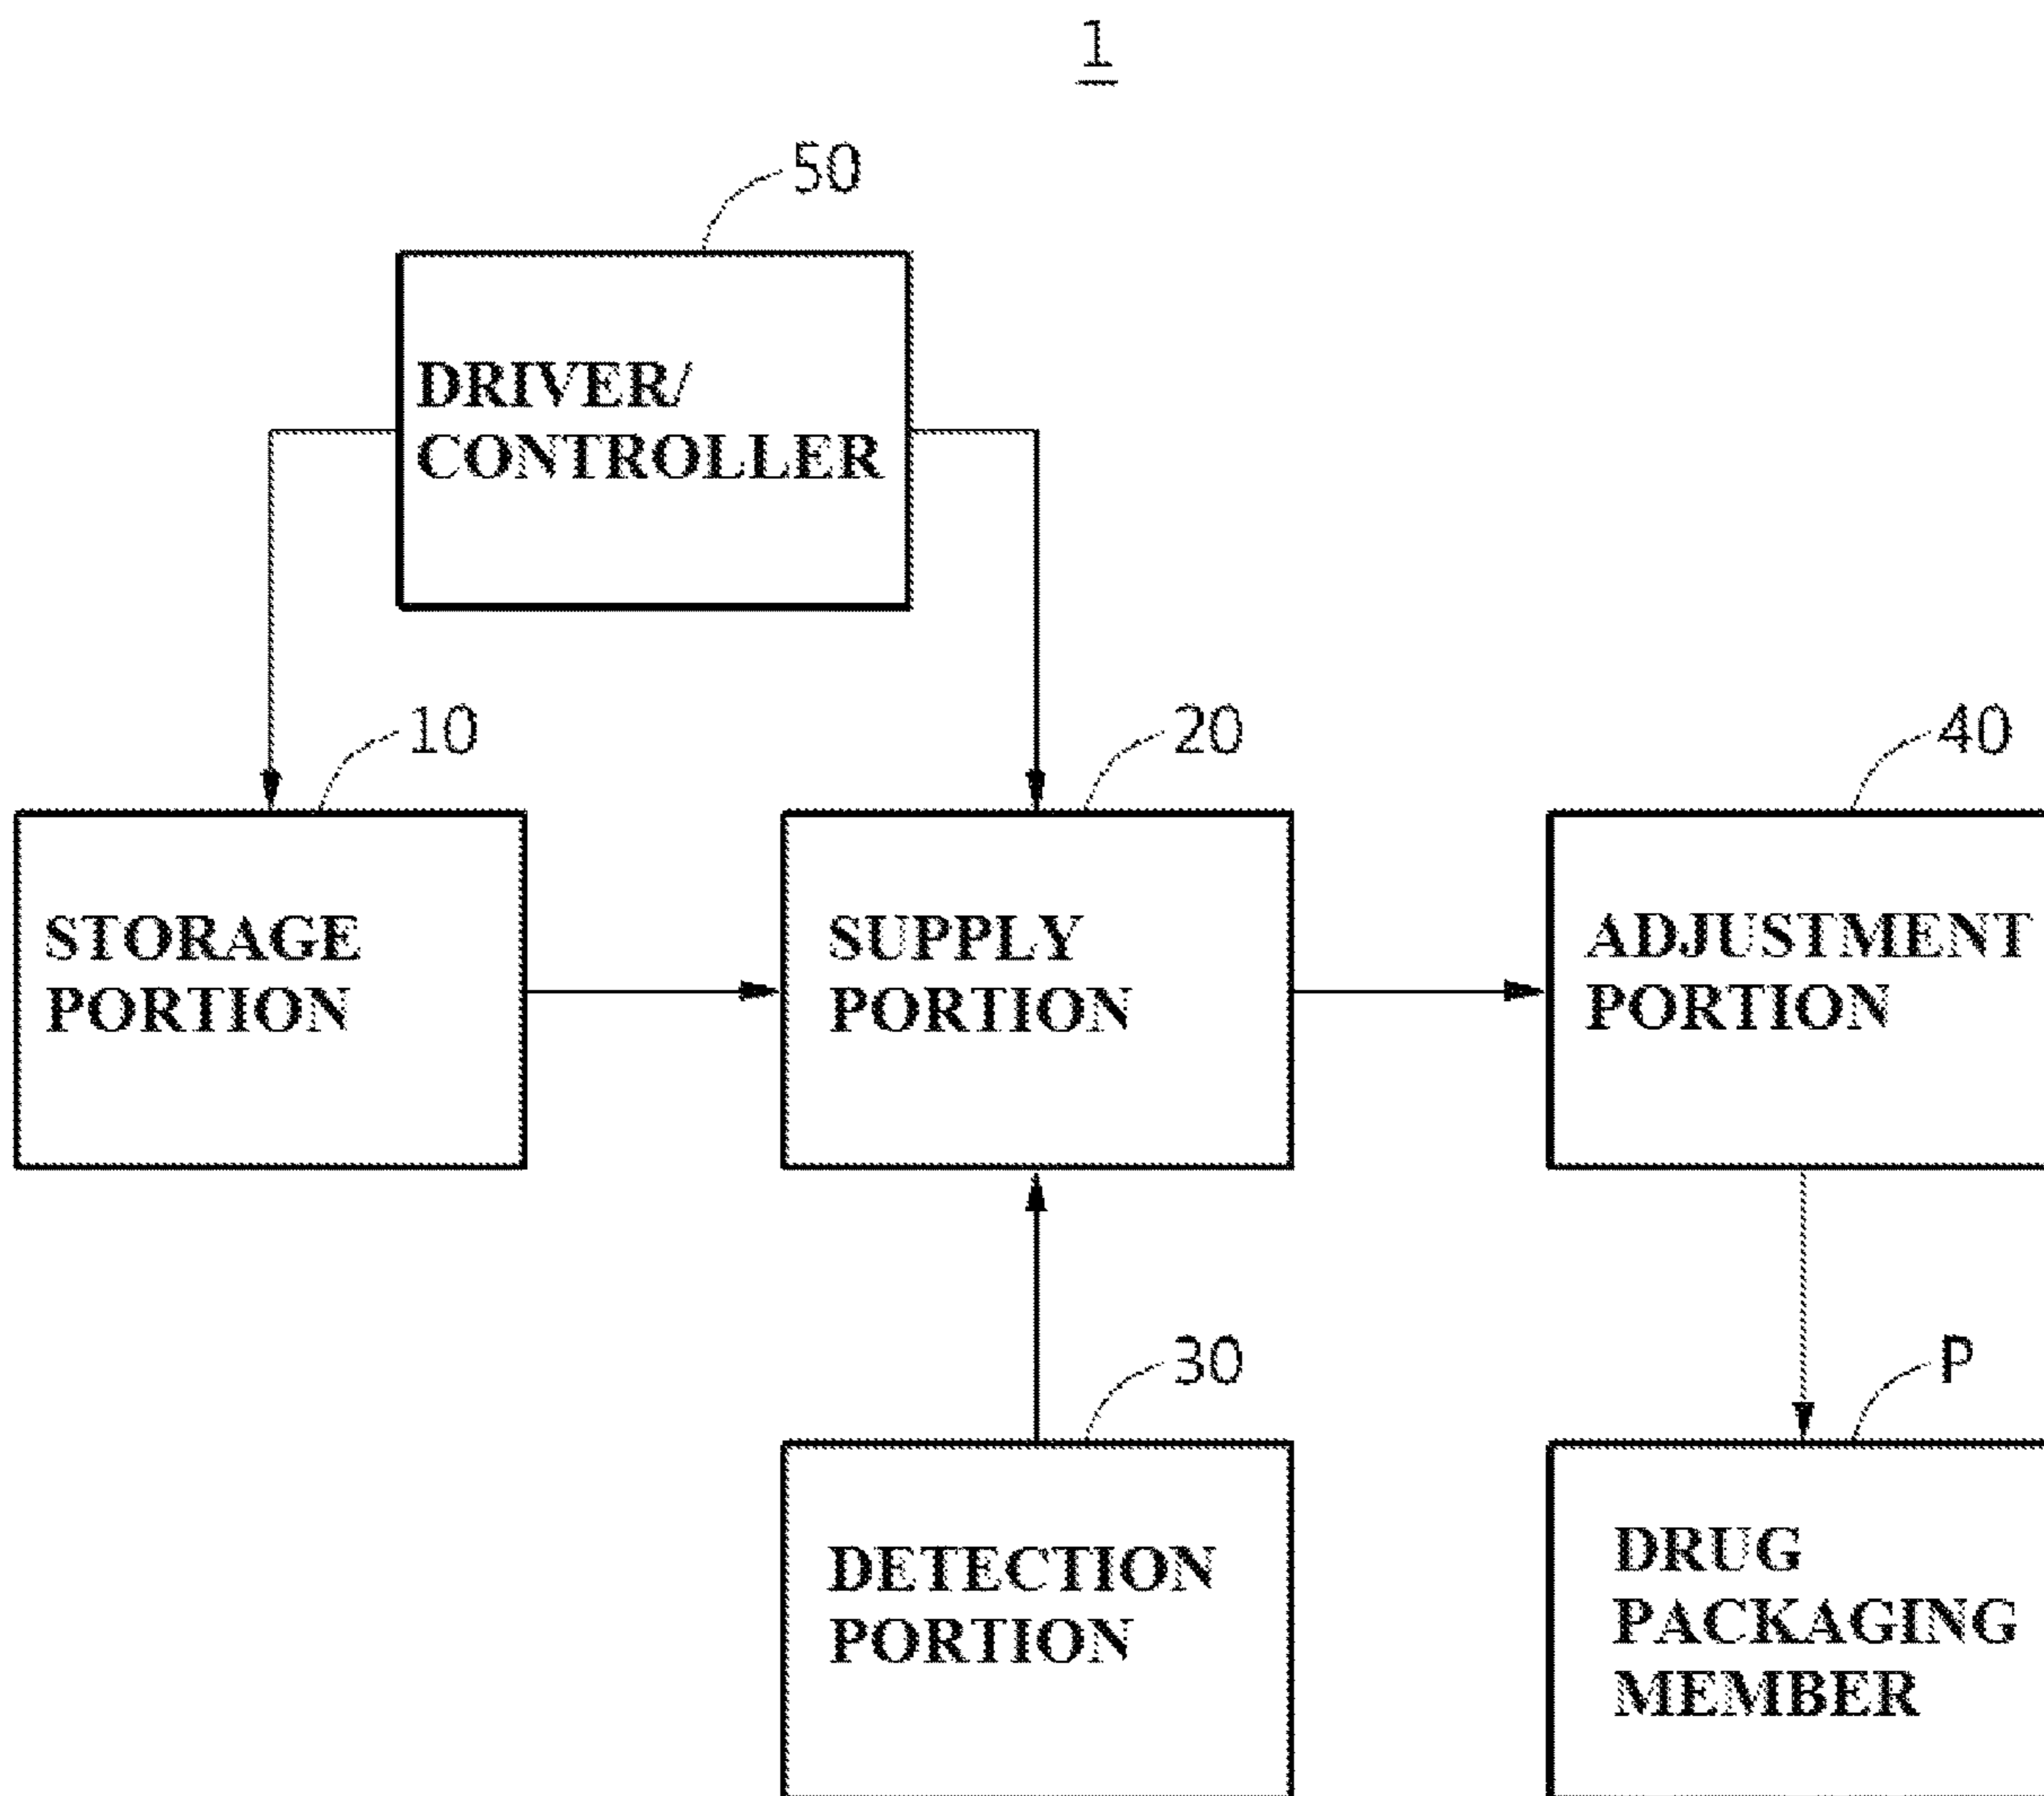 1
50
DRIVER/
CONTROLLER
10
20
40
STORAGE
PORTION
SUPPLY
PORTION
ADJUSTMENT
PORTION
30
P
DETECTION
PORTION
DRUG
PACKAGING
MEMBER